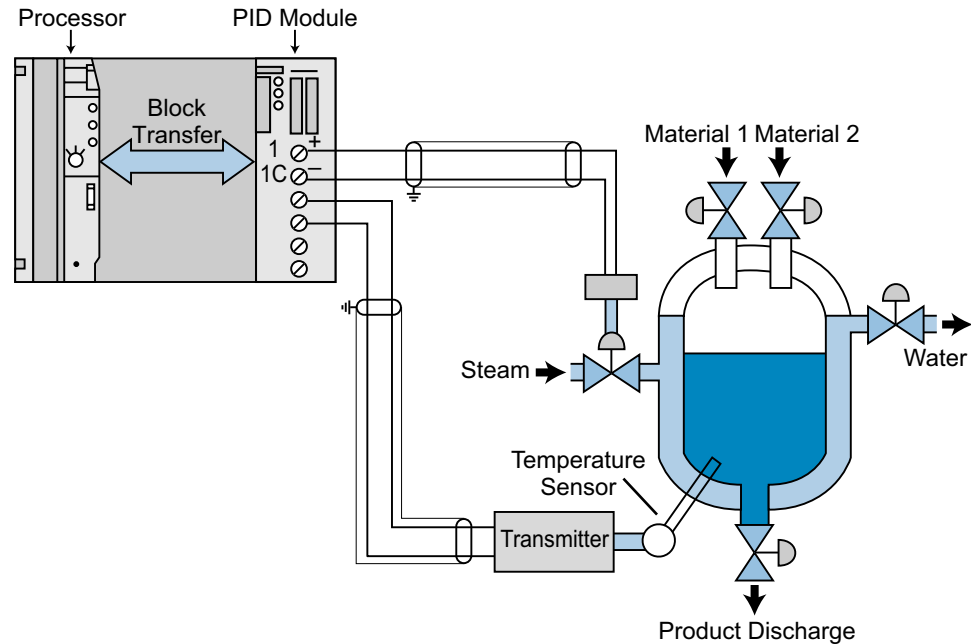 Processor
PID Module
Block
Transfer
1
+
1C
–
Material 1
Material 2
Steam
Water
Temperature
Sensor
Transmitter
Product Discharge